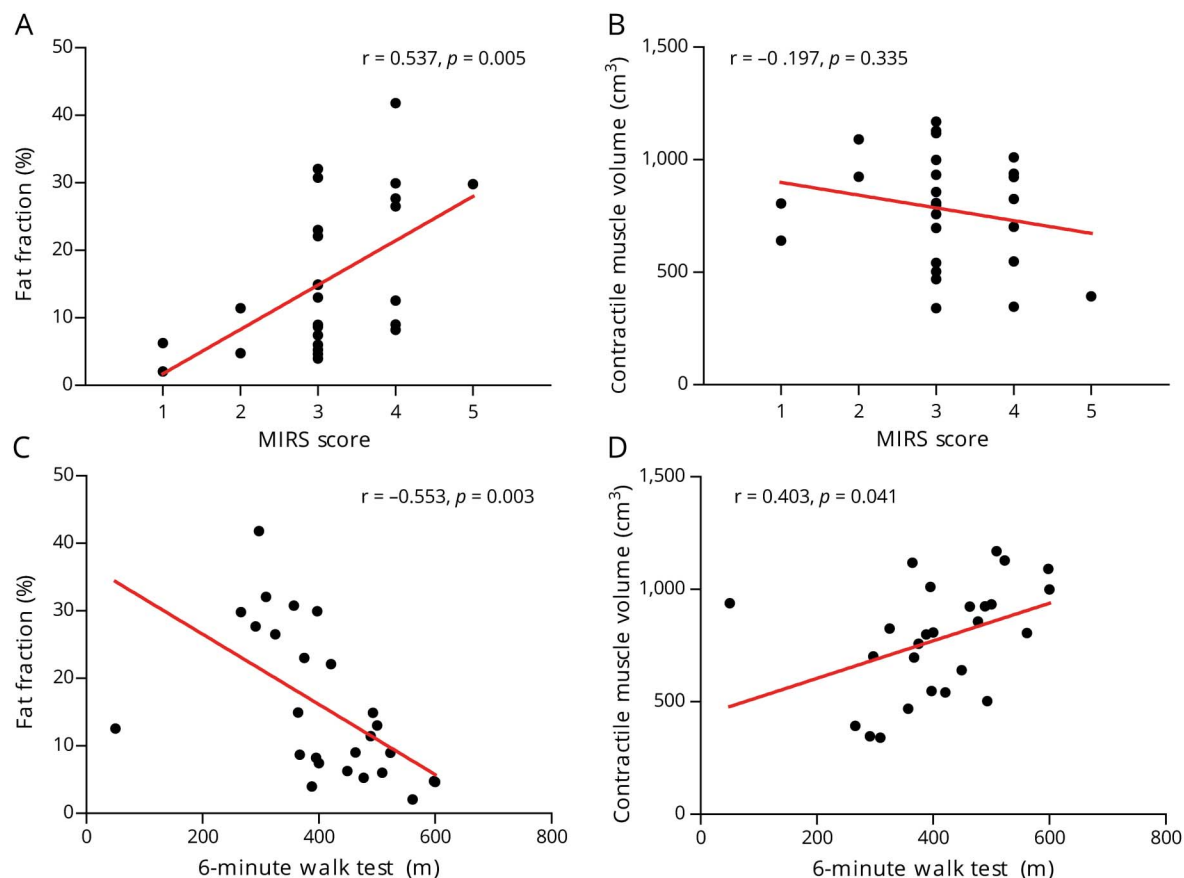 A
r = 0.537, p = 0.005
Fat fraction (%)
50
40
30
20
10
0
1 2 3 4 5
MIRS score
B
r = –0 .197, p = 0.335
Contractile muscle volume (cm³)
1,500
1,000
500
0
1 2 3 4 5
MIRS score
C
r = –0.553, p = 0.003
Fat fraction (%)
50
40
30
20
10
0
0 200 400 600 800
6-minute walk test (m)
D
r = 0.403, p = 0.041
Contractile muscle volume (cm³)
1,500
1,000
500
0
0 200 400 600 800
6-minute walk test (m)